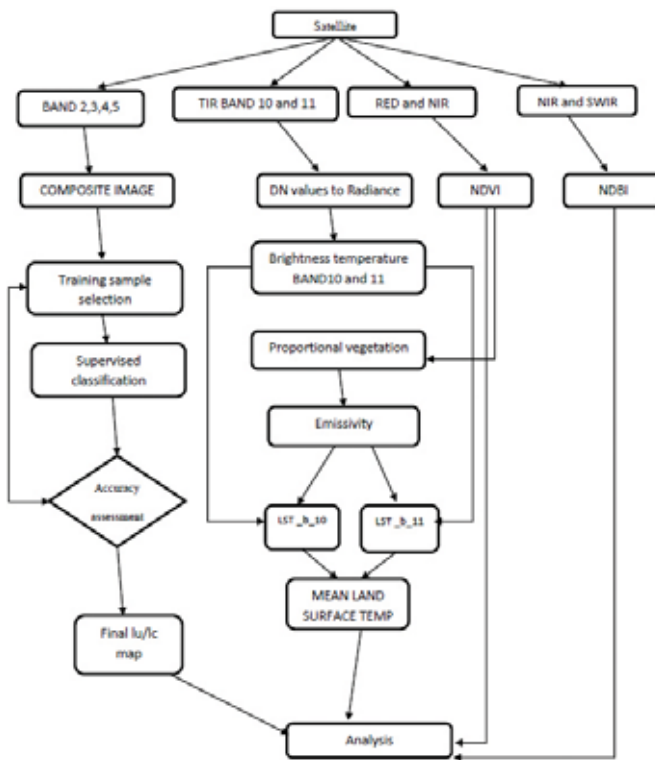 Satellite
BAND 2,3,4,5
TIR BAND 10 and 11
RED and NIR
NIR and SWIR
COMPOSITE IMAGE
DN values to Radiance
NDVI
NDBI
Brightness temperature
BAND10 and 11
Training sample
selection
Proportional vegetation
Supervised
classification
Emissivity
Accuracy
assessment
LST _b_10
LST _b_11
MEAN LAND
SURFACE TEMP
Final lu/lc
map
Analysis